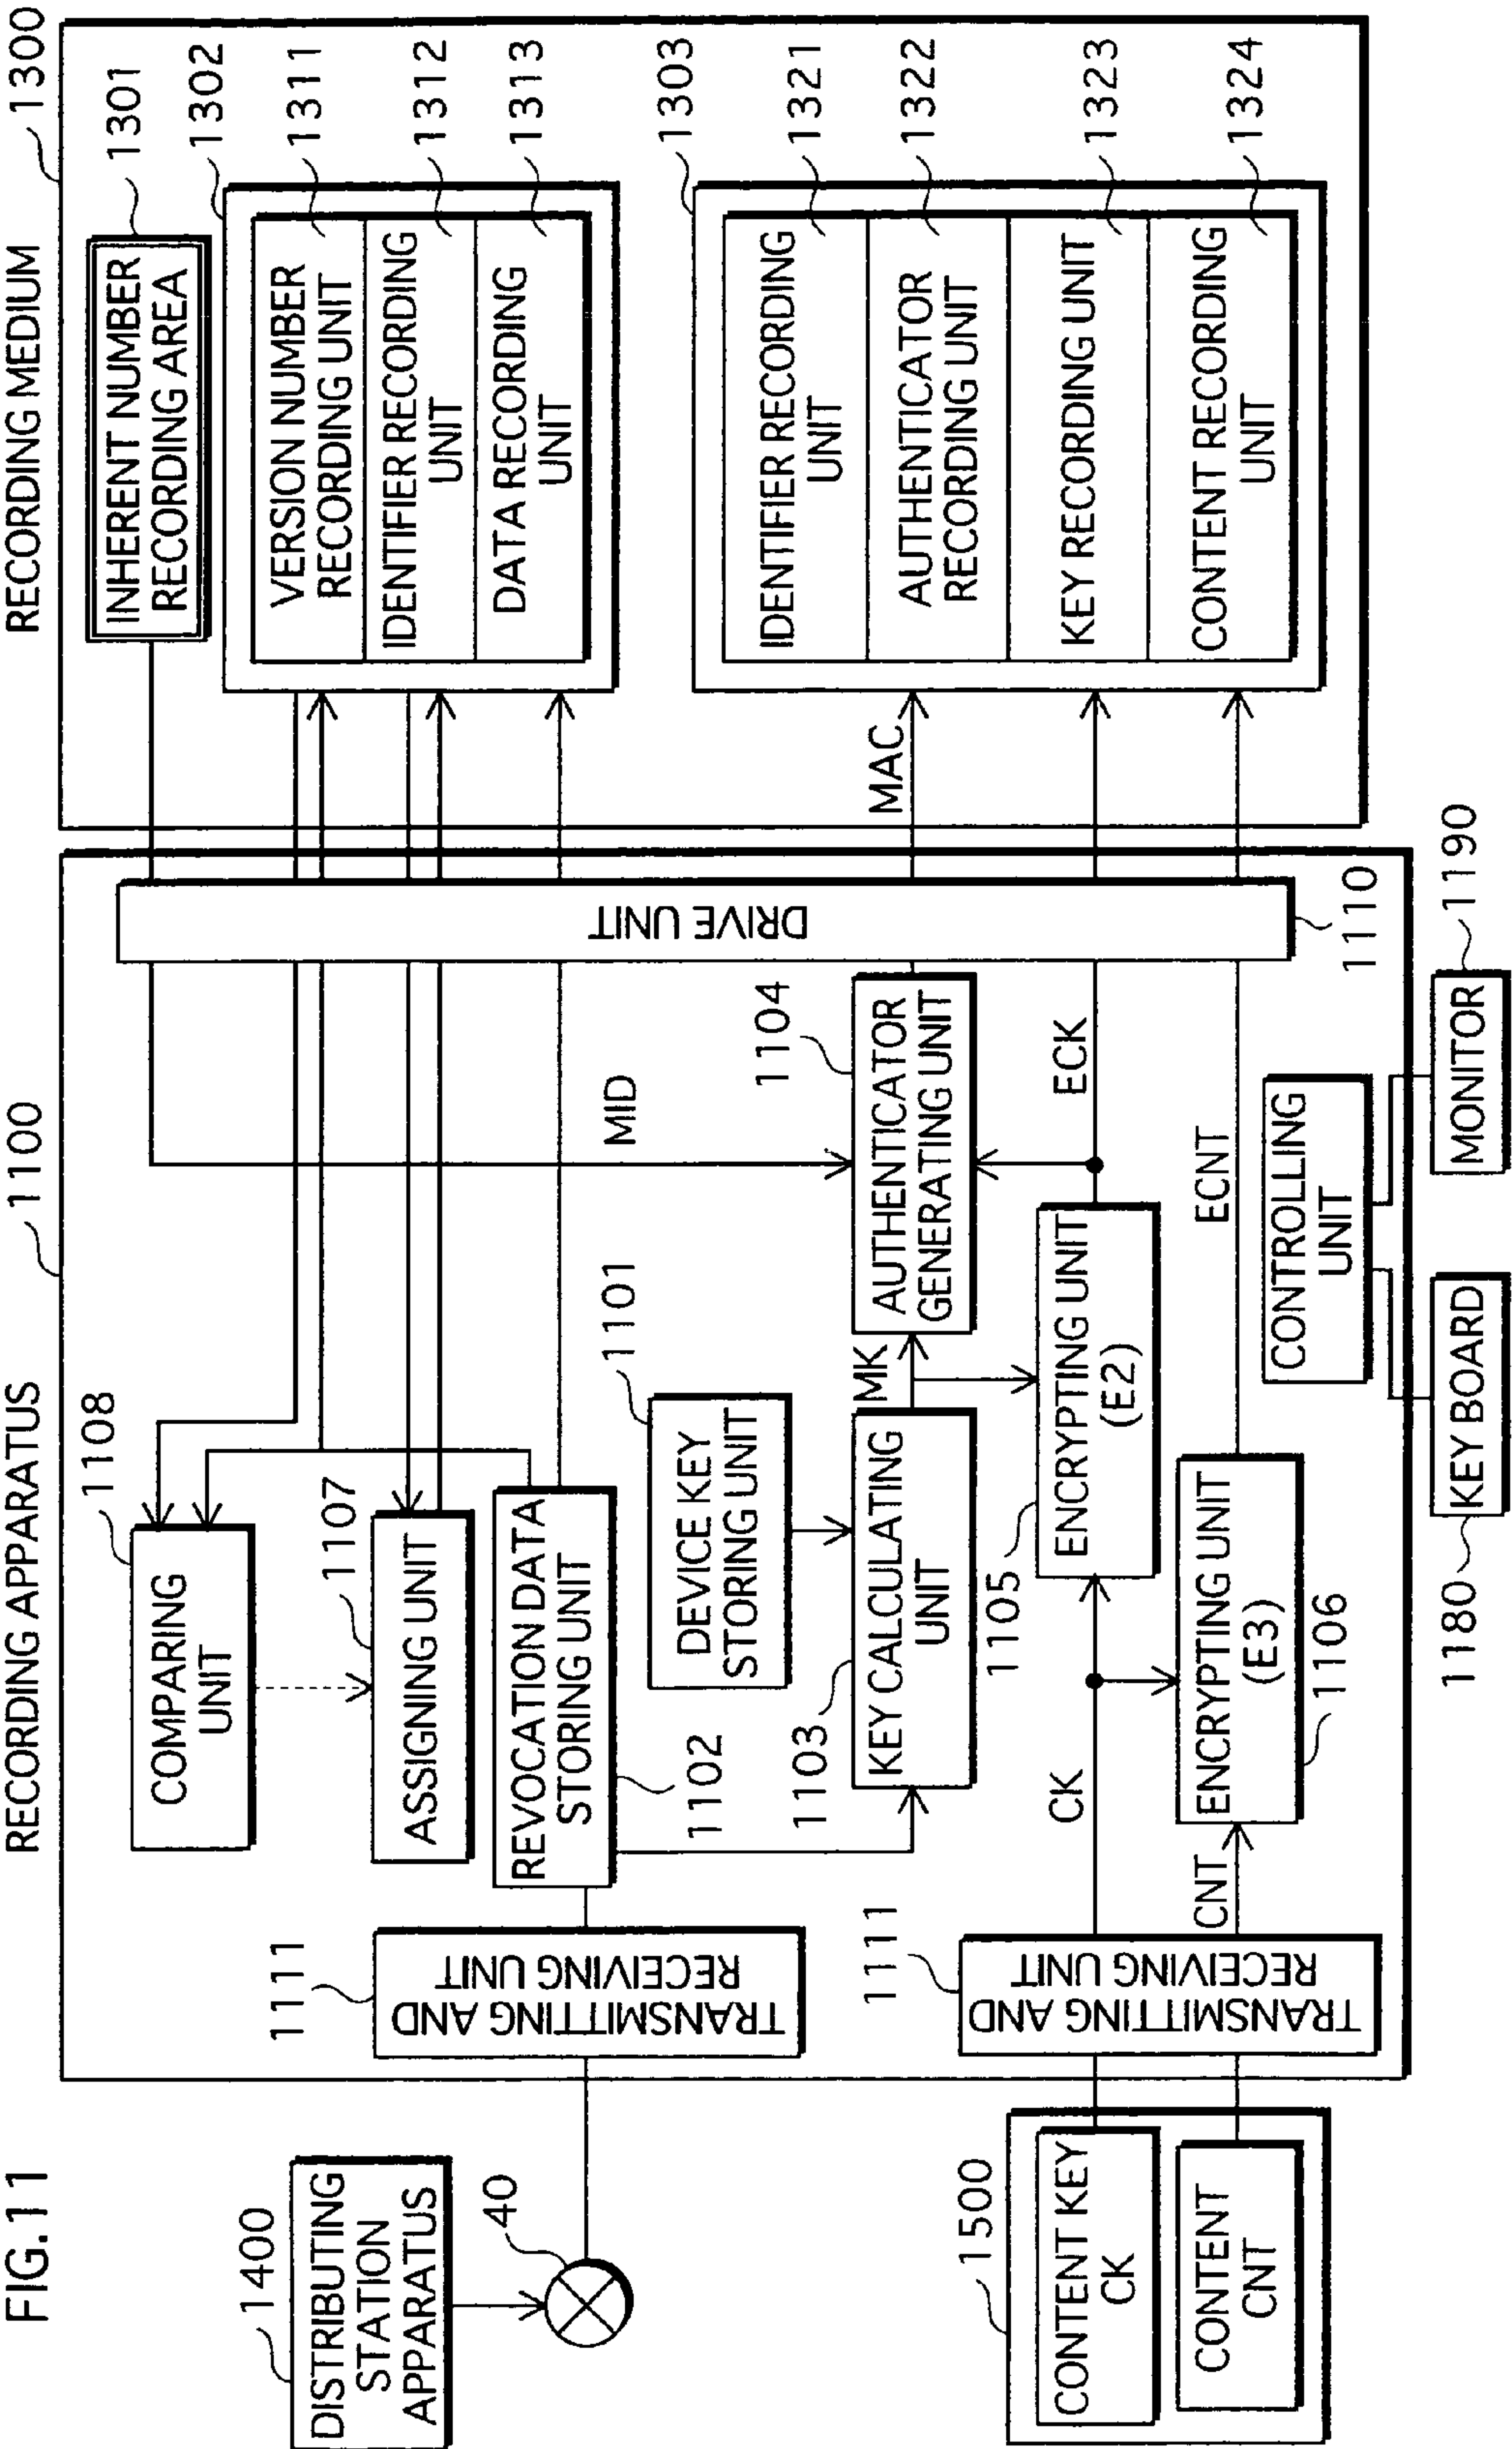 FIG.11
RECORDING APPARATUS
1100
RECORDING MEDIUM
1300
1400
DISTRIBUTING
STATION
APPARATUS
40
1500
CONTENT KEY
CK
CONTENT
CNT
1111
TRANSMITTING AND
RECEIVING UNIT
1111
TRANSMITTING AND
RECEIVING UNIT
1108
COMPARING
UNIT
1107
ASSIGNING UNIT
REVOCATION DATA
STORING UNIT
1102
1101
DEVICE KEY
STORING UNIT
1103
KEY CALCULATING
UNIT
MK
MID
1104
AUTHENTICATOR
GENERATING UNIT
CK
1105
ENCRYPTING UNIT
(E2)
ECK
CNT
ENCRYPTING UNIT
(E3)
1106
ECNT
CONTROLLING
UNIT
DRIVE UNIT
1110
1180
KEY BOARD
MONITOR
1190
INHERENT NUMBER
RECORDING AREA
1301
1302
VERSION NUMBER
RECORDING UNIT
1311
IDENTIFIER RECORDING
UNIT
1312
DATA RECORDING
UNIT
1313
MAC
1303
IDENTIFIER RECORDING
UNIT
1321
AUTHENTICATOR
RECORDING UNIT
1322
KEY RECORDING UNIT
1323
CONTENT RECORDING
UNIT
1324